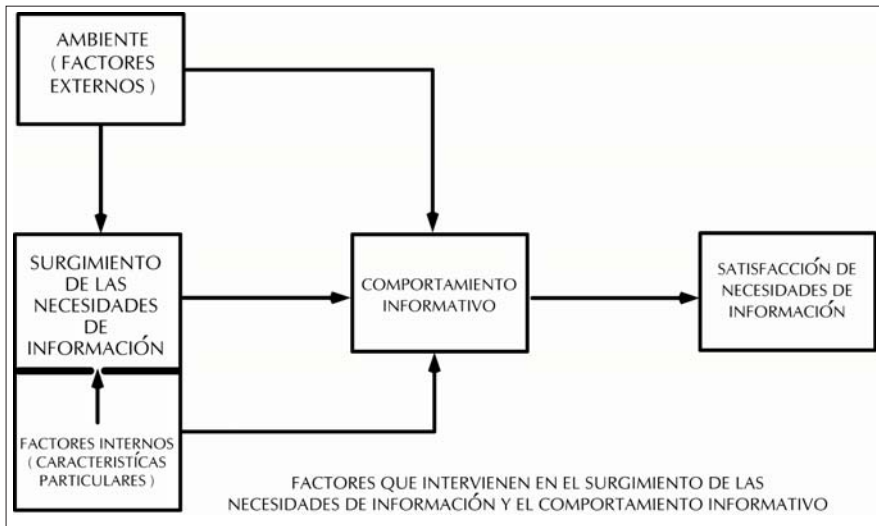 AMBIENTE
( FACTORES
EXTERNOS )
SURGIMIENTO
DE LAS
NECESIDADES
DE
INFORMACIÓN
COMPORTAMIENTO
INFORMATIVO
SATISFACCIÓN DE
NECESIDADES DE
INFORMACIÓN
FACTORES INTERNOS
( CARACTERISTÍCAS
PARTICULARES )
FACTORES QUE INTERVIENEN EN EL SURGIMIENTO DE LAS
NECESIDADES DE INFORMACIÓN Y EL COMPORTAMIENTO INFORMATIVO